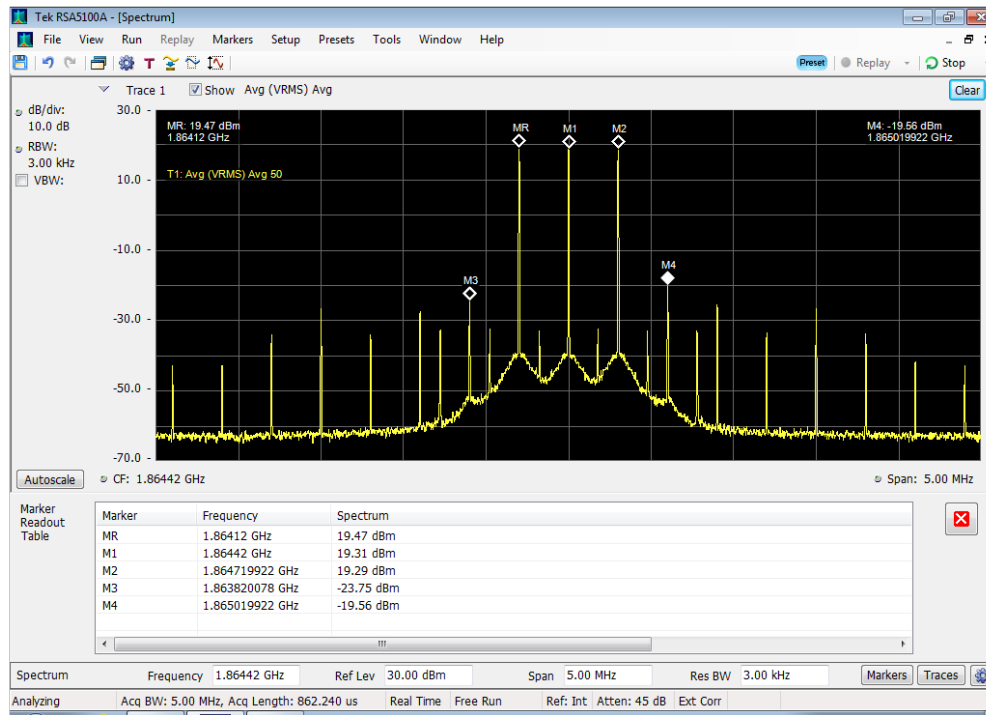 Tek RSA5100A - [Spectrum]
File View Run Replay Markers Setup Presets Tools Window Help
T Preset Replay Stop
Trace 1 Show Avg (VRMS) Avg Clear
dB/div:
10.0 dB
RBW:
3.00 kHz
VBW:
30.0
10.0
-10.0
-30.0
-50.0
-70.0
MR: 19.47 dBm
1.86412 GHz
T1: Avg (VRMS) Avg 50
MR M1 M2
M3
M4
M4: -19.56 dBm
1.865019922 GHz
Autoscale CF: 1.86442 GHz Span: 5.00 MHz
Marker
Readout
Table
Marker Frequency Spectrum
MR 1.86412 GHz 19.47 dBm
M1 1.86442 GHz 19.31 dBm
M2 1.864719922 GHz 19.29 dBm
M3 1.863820078 GHz -23.75 dBm
M4 1.865019922 GHz -19.56 dBm
Spectrum Frequency 1.86442 GHz Ref Lev 30.00 dBm Span 5.00 MHz Res BW 3.00 kHz Markers Traces
Analyzing Acq BW: 5.00 MHz, Acq Length: 862.240 us Real Time Free Run Ref: Int Atten: 45 dB Ext Corr